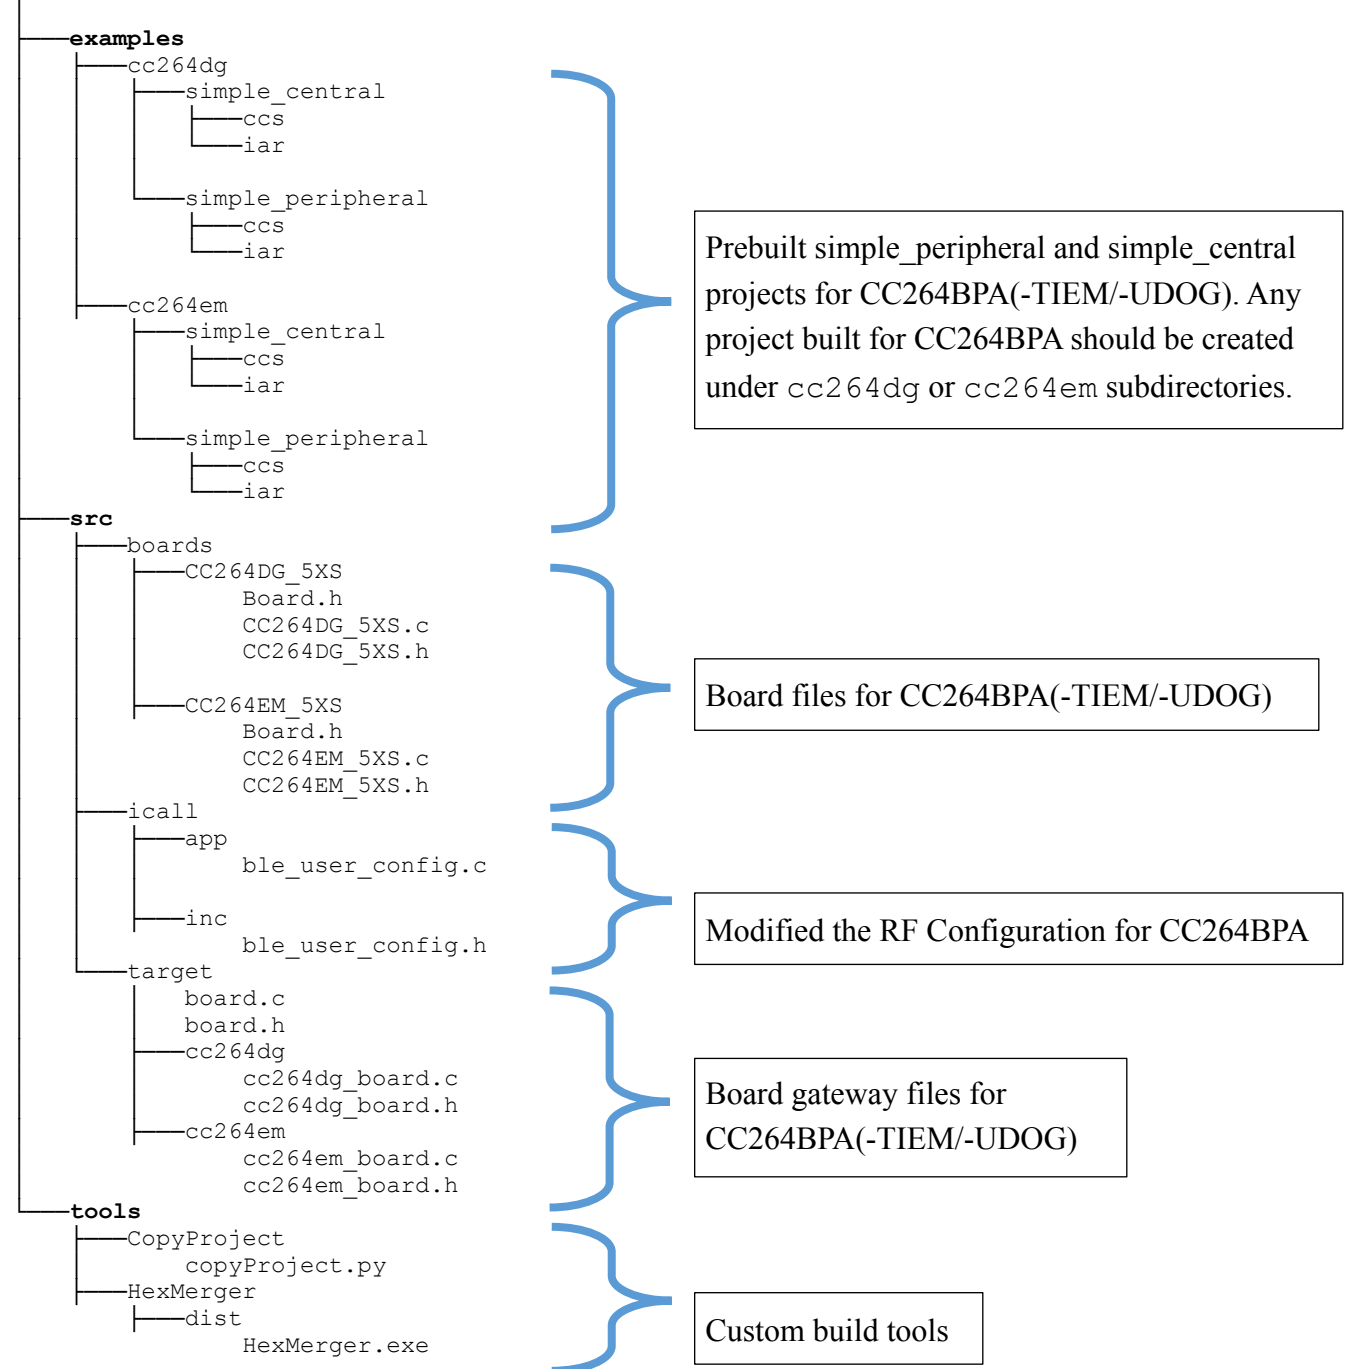 examples
cc264dg
simple_central
ccs
iar
simple_peripheral
ccs
iar
cc264em
simple_central
ccs
iar
simple_peripheral
ccs
iar
Prebuilt simple_peripheral and simple_central
projects for CC264BPA(-TIEM/-UDOG). Any
project built for CC264BPA should be created
under cc264dg or cc264em subdirectories.
src
boards
CC264DG_5XS
Board.h
CC264DG_5XS.c
CC264DG_5XS.h
CC264EM_5XS
Board.h
CC264EM_5XS.c
CC264EM_5XS.h
Board files for CC264BPA(-TIEM/-UDOG)
icall
app
ble_user_config.c
inc
ble_user_config.h
Modified the RF Configuration for CC264BPA
target
board.c
board.h
cc264dg
cc264dg_board.c
cc264dg_board.h
cc264em
cc264em_board.c
cc264em_board.h
Board gateway files for
CC264BPA(-TIEM/-UDOG)
tools
CopyProject
copyProject.py
HexMerger
dist
HexMerger.exe
Custom build tools